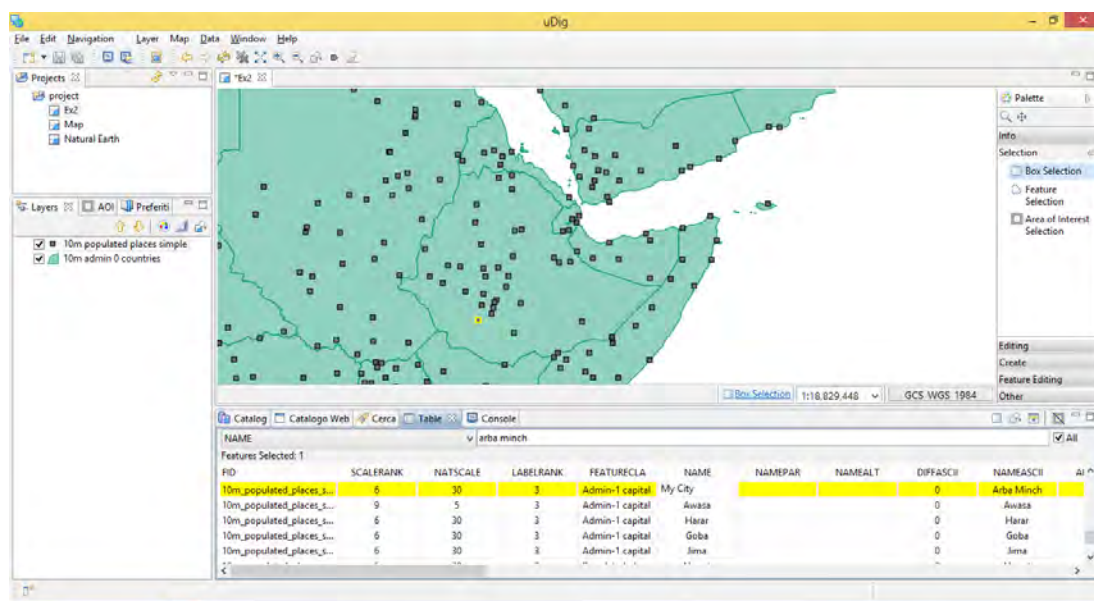 uDig
File Edit Navigation Layer Map Data Window Help
Projects
project
Ex2
Map
Natural Earth
Layers AOI Preferiti
10m populated places simple
10m admin 0 countries
*Ex2
Palette
Info
Selection
Box Selection
Feature
Selection
Area of Interest
Selection
Editing
Create
Feature Editing
Other
Box Selection 1:18,829,448 GCS WGS 1984
Catalog Catalogo Web Cerca Table Console
NAME arba minch All
Features Selected: 1
FID SCALERANK NATSCALE LABELRANK FEATURECLA NAME NAMEPAR NAMEALT DIFFASCII NAMEASCII
10m_populated_places_s... 6 30 3 Admin-1 capital My City 0 Arba Minch
10m_populated_places_s... 9 5 3 Admin-1 capital Awasa 0 Awasa
10m_populated_places_s... 6 30 3 Admin-1 capital Harar 0 Harar
10m_populated_places_s... 6 30 3 Admin-1 capital Goba 0 Goba
10m_populated_places_s... 6 30 3 Admin-1 capital Jima 0 Jima